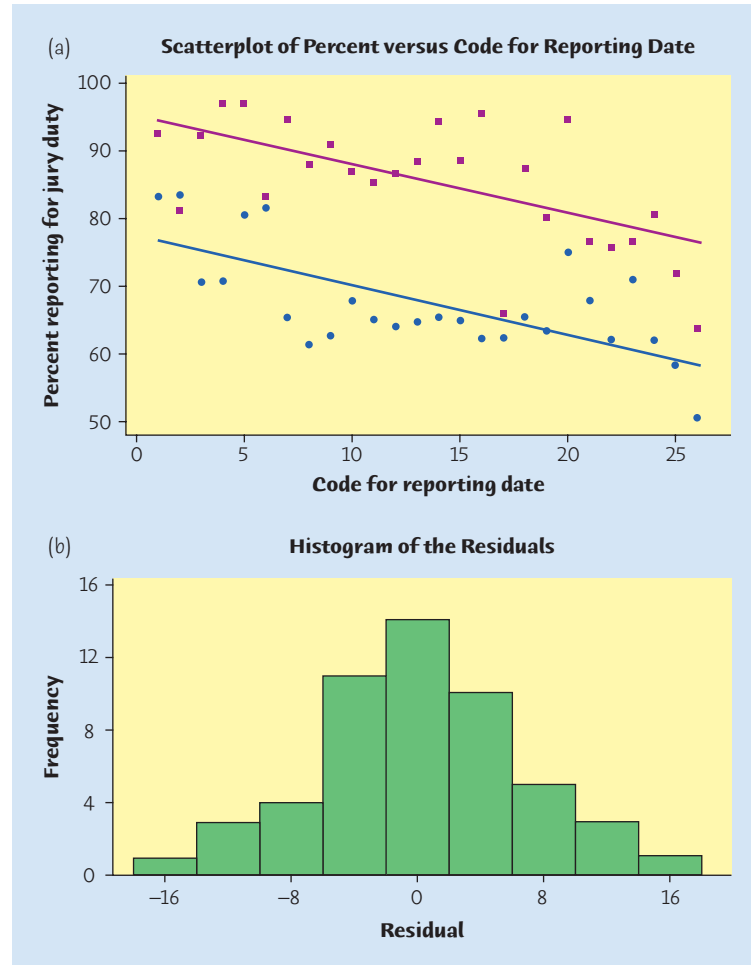 (a) Scatterplot of Percent versus Code for Reporting Date
100
90
80
70
60
50
Percent reporting for jury duty
0 5 10 15 20 25
Code for reporting date
(b) Histogram of the Residuals
16
12
8
4
0
Frequency
−16 −8 0 8 16
Residual